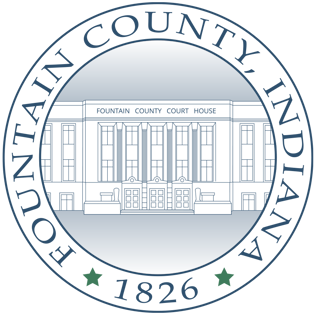 FOUNTAIN COUNTY, INDIANA
FOUNTAIN COUNTY COURT HOUSE
1826